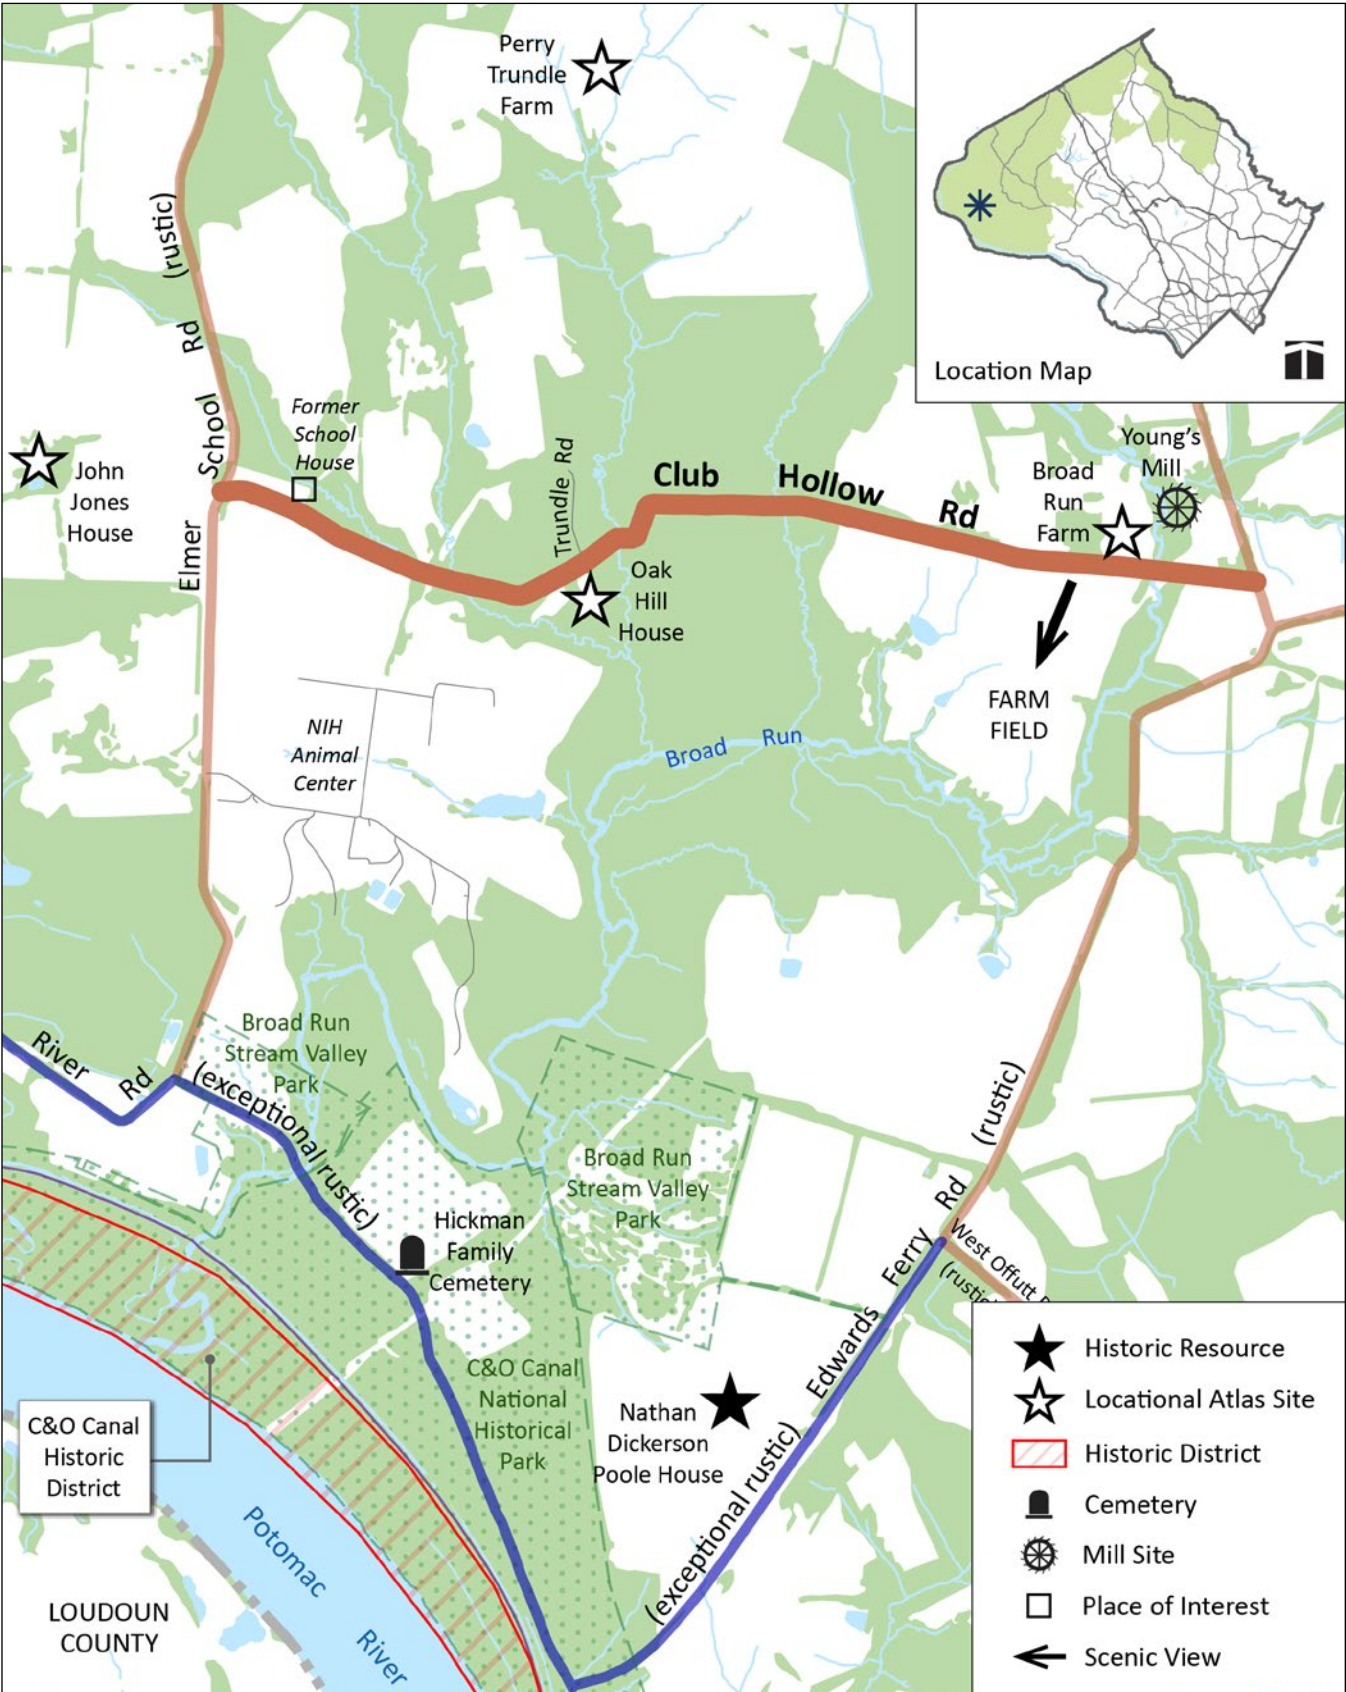 Perry
Trundle
Farm
Location Map
(rustic)
Rd
School
Elmer
Former
School
House
John
Jones
House
Trundle Rd
Club Hollow Rd
Young's
Mill
Broad
Run
Farm
Oak
Hill
House
FARM
FIELD
NIH
Animal
Center
Broad Run
Broad Run
Stream Valley
Park
River Rd
(exceptional rustic)
Broad Run
Stream Valley
Park
(rustic)
Edwards Ferry Rd
West Offutt
Hickman
Family
Cemetery
C&O Canal
National
Historical
Park
Nathan
Dickerson
Poole House
(exceptional rustic)
C&O Canal
Historic
District
Potomac River
LOUDOUN
COUNTY
Historic Resource
Locational Atlas Site
Historic District
Cemetery
Mill Site
Place of Interest
Scenic View